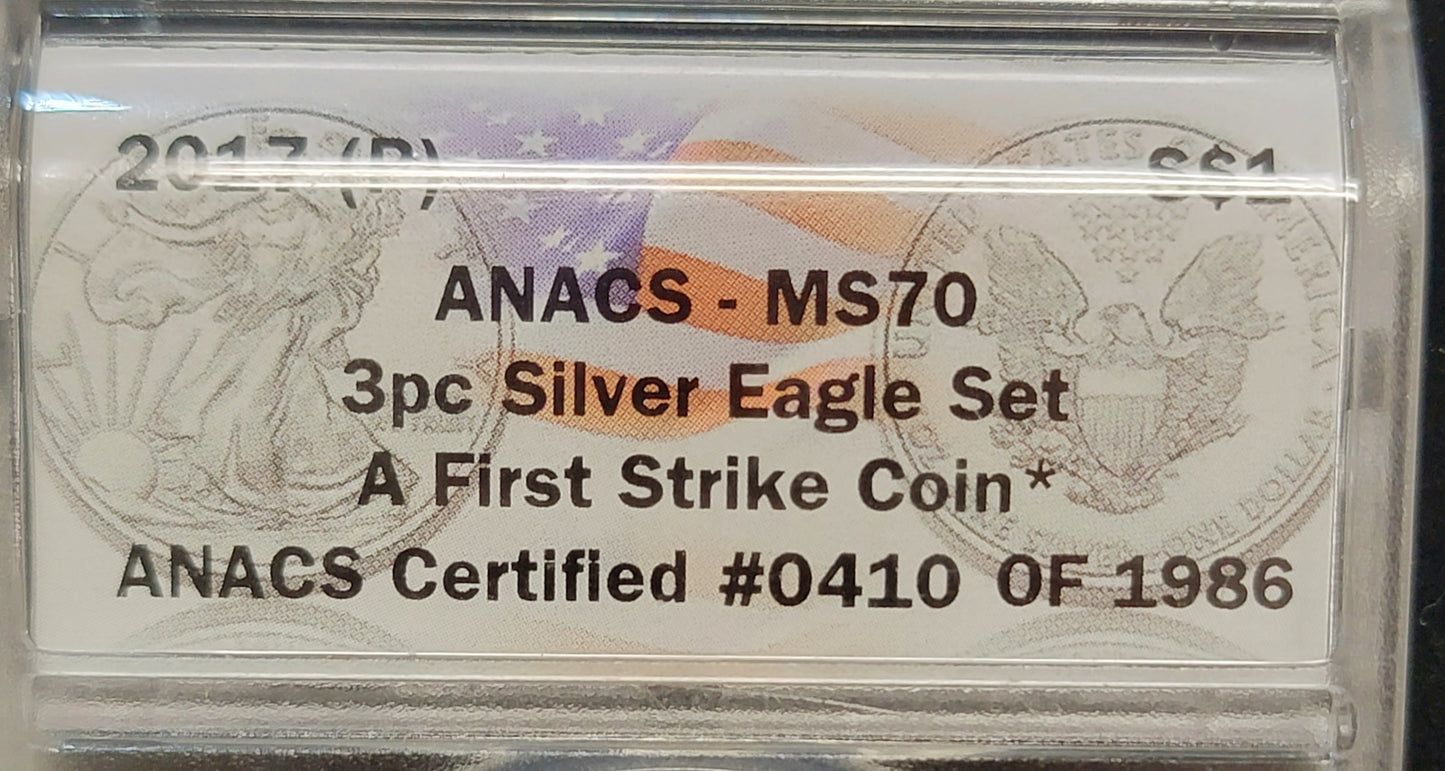 2017 (P) S$1
ANACS - MS70
3pc Silver Eagle Set
A First Strike Coin*
ANACS Certified #0410 OF 1986